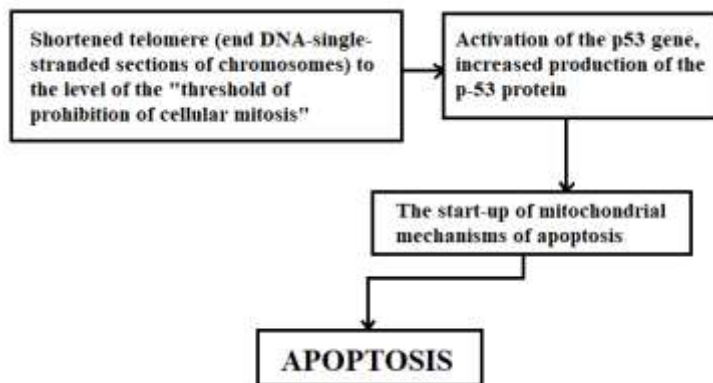 Shortened telomere (end DNA-single-
stranded sections of chromosomes) to
the level of the "threshold of
prohibition of cellular mitosis"
Activation of the p53 gene,
increased production of the
p-53 protein
The start-up of mitochondrial
mechanisms of apoptosis
APOPTOSIS